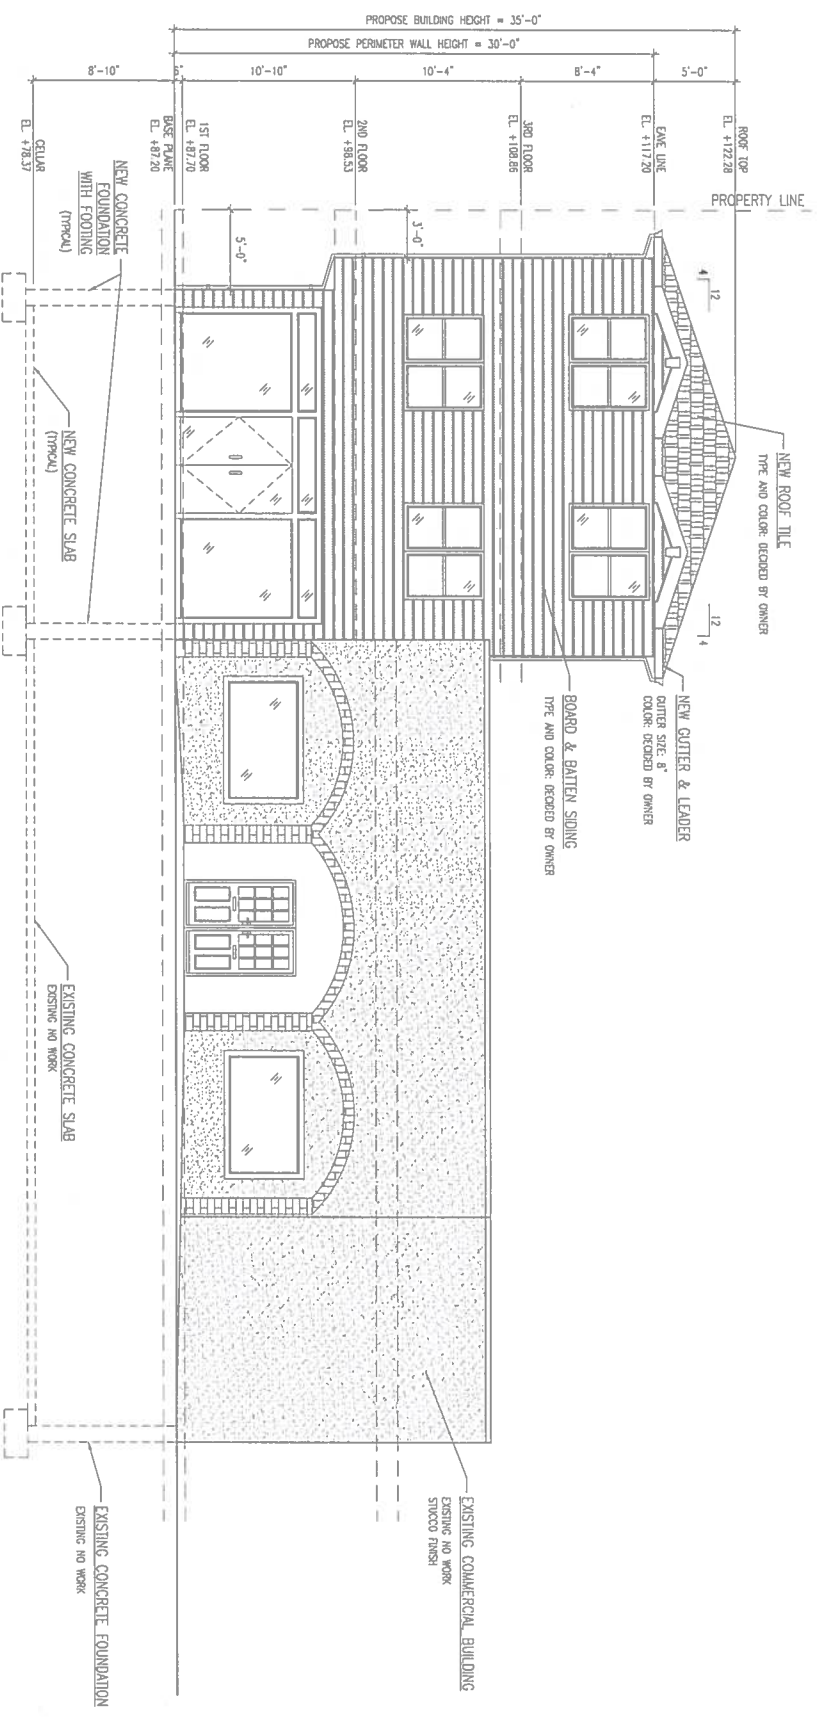 PROPOSE BUILDING HEIGHT = 35'-0"
PROPOSE PERIMETER WALL HEIGHT = 30'-0"
8'-10"
6"
10'-10"
10'-4"
8'-4"
5'-0"
ROOF TOP
EL. +122.28
EAVE LINE
EL. +117.20
3RD FLOOR
EL. +108.86
2ND FLOOR
EL. +98.53
1ST FLOOR
EL. +87.70
BASE PLANE
EL. +87.20
CELLAR
EL. +78.37
PROPERTY LINE
3'-0"
5'-0"
4
12
12
4
NEW ROOF TILE
TYPE AND COLOR: DECIDED BY OWNER
NEW GUTTER & LEADER
GUTTER SIZE: 8"
COLOR: DECIDED BY OWNER
BOARD & BATTEN SIDING
TYPE AND COLOR: DECIDED BY OWNER
NEW CONCRETE
FOUNDATION
WITH FOOTING
(TYPICAL)
NEW CONCRETE SLAB
(TYPICAL)
EXISTING CONCRETE SLAB
EXISTING NO WORK
EXISTING COMMERCIAL BUILDING
EXISTING NO WORK
STUCCO FINISH
EXISTING CONCRETE FOUNDATION
EXISTING NO WORK